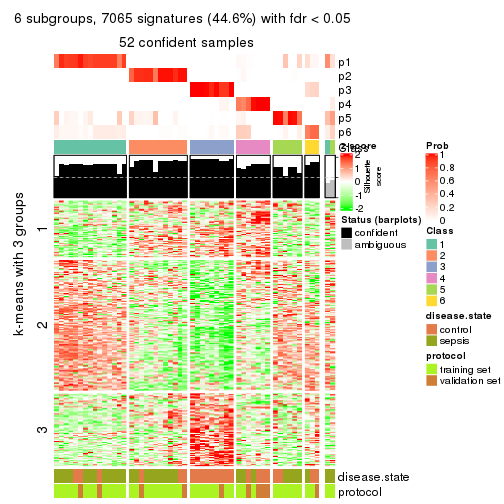 6 subgroups, 7065 signatures (44.6%) with fdr < 0.05
52 confident samples
p1
p2
p3
p4
p5
p6
Class
z-score
2
1
0
-1
-2
Silhouette
score
k-means with 3 groups
1
2
3
Status (barplots)
confident
ambiguous
Prob
1
0.8
0.6
0.4
0.2
0
Class
1
2
3
4
5
6
disease.state
control
sepsis
protocol
training set
validation set
disease.state
protocol